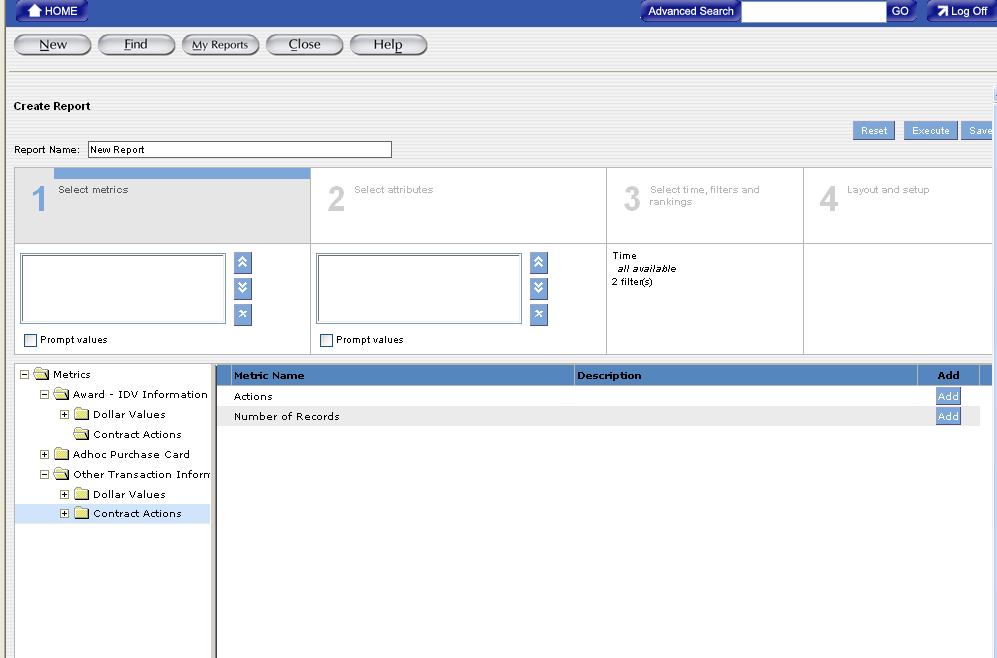 HOME
Advanced Search
GO
Log Off
New
Find
My Reports
Close
Help
Create Report
Reset
Execute
Save
Report Name:
New Report
1
Select metrics
2
Select attributes
3
Select time, filters and
rankings
4
Layout and setup
Time
all available
2 filter(s)
Prompt values
Prompt values
Metrics
Award - IDV Information
Dollar Values
Contract Actions
Adhoc Purchase Card
Other Transaction Inform
Dollar Values
Contract Actions
Metric Name
Description
Add
Actions
Add
Number of Records
Add